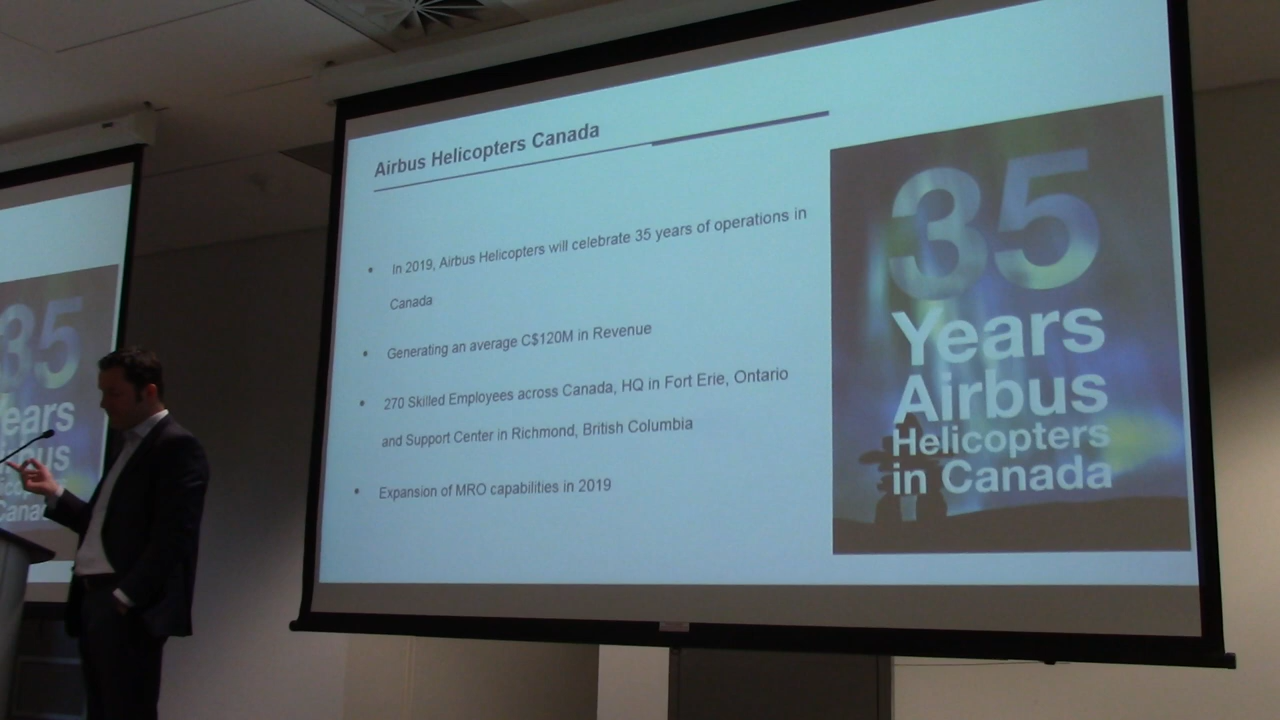 Airbus Helicopters Canada
• In 2019, Airbus Helicopters will celebrate 35 years of operations in
Canada
• Generating an average C$120M in Revenue
• 270 Skilled Employees across Canada, HQ in Fort Erie, Ontario
and Support Center in Richmond, British Columbia
• Expansion of MRO capabilities in 2019
35
Years
Airbus
Helicopters
in Canada
35